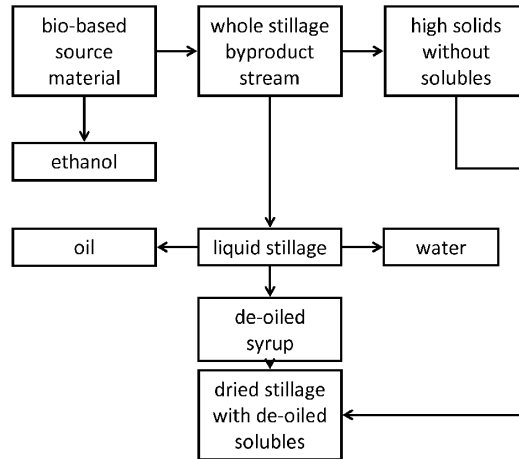 bio-based
source
material
whole stillage
byproduct
stream
high solids
without
solubles
ethanol
oil
liquid stillage
water
de-oiled
syrup
dried stillage
with de-oiled
solubles